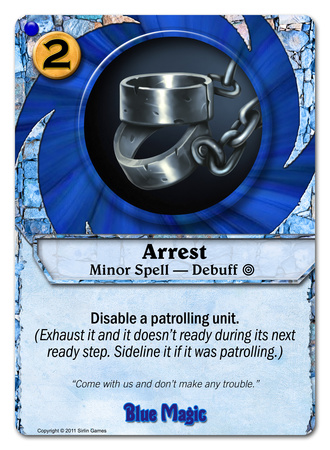 2
Arrest
Minor Spell — Debuff ◎
Disable a patrolling unit.
(Exhaust it and it doesn't ready during its next
ready step. Sideline it if it was patrolling.)
“Come with us and don't make any trouble.”
Blue Magic
Copyright © 2011 Sirlin Games